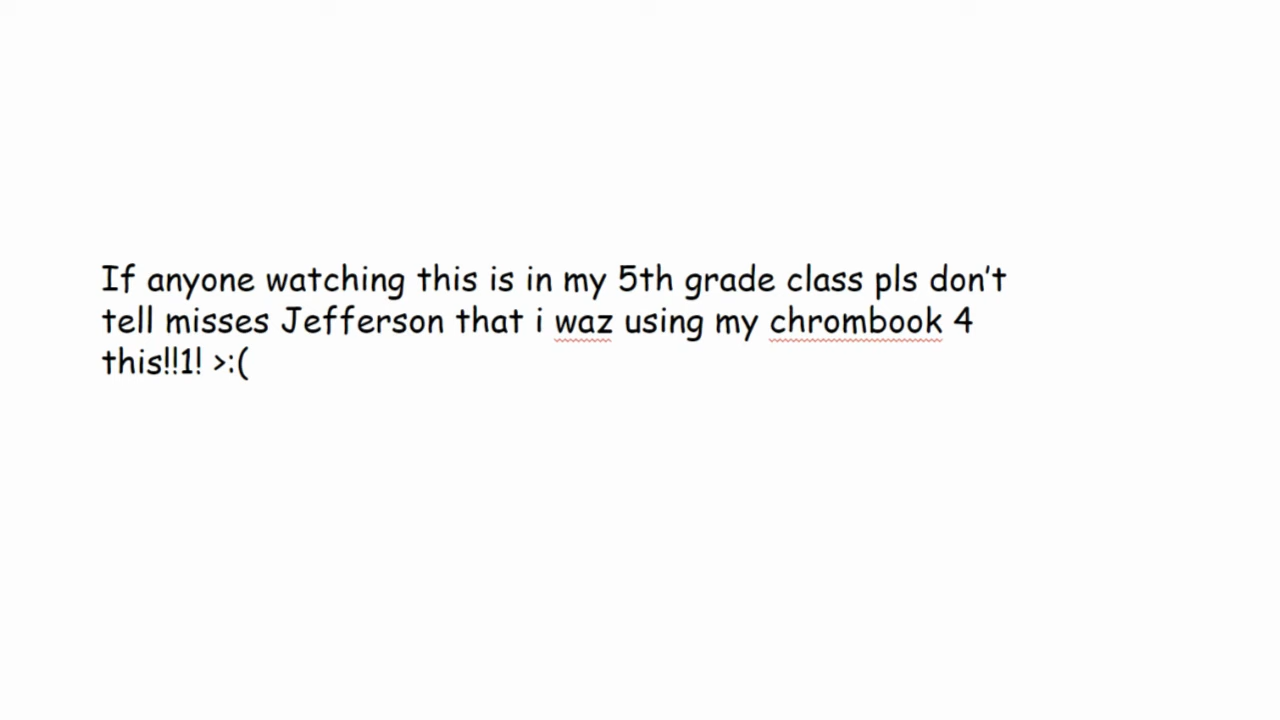 If anyone watching this is in my 5th grade class pls don't
tell misses Jefferson that i waz using my chrombook 4
this!!1! >:(